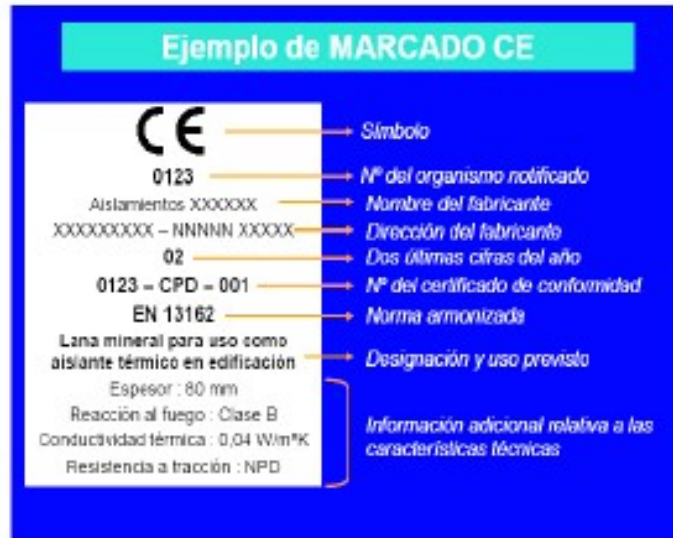 Ejemplo de MARCADO CE
CE
Símbolo
0123
Nº del organismo notificado
Aislamientos XXXXXX
Nombre del fabricante
XXXXXXXXX – NNNNN XXXXX
Dirección del fabricante
02
Dos últimas cifras del año
0123 – CPD – 001
Nº del certificado de conformidad
EN 13162
Norma armonizada
Lana mineral para uso como
aislante térmico en edificación
Designación y uso previsto
Espesor : 80 mm
Reacción al fuego : Clase B
Conductividad térmica : 0,04 W/mºK
Resistencia a tracción : NPD
Información adicional relativa a las
características técnicas